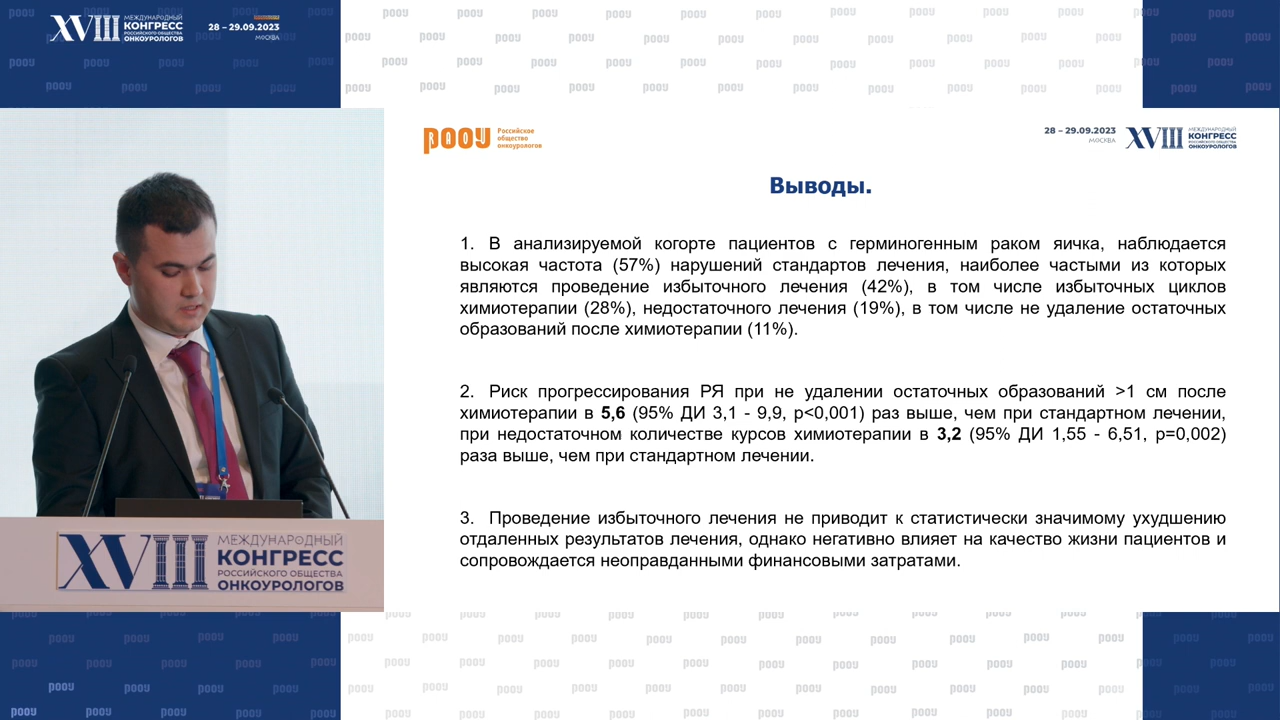 XVIII МЕЖДУНАРОДНЫЙ
КОНГРЕСС
РОССИЙСКОГО ОБЩЕСТВА
ОНКОУРОЛОГОВ
28 – 29.09.2023
МОСКВА
рооу
Российское
общество
онкоурологов
28 – 29.09.2023
МОСКВА
XVIII МЕЖДУНАРОДНЫЙ
КОНГРЕСС
РОССИЙСКОГО ОБЩЕСТВА
ОНКОУРОЛОГОВ
Выводы.
1. В анализируемой когорте пациентов с герминогенным раком яичка, наблюдается
высокая частота (57%) нарушений стандартов лечения, наиболее частыми из которых
являются проведение избыточного лечения (42%), в том числе избыточных циклов
химиотерапии (28%), недостаточного лечения (19%), в том числе не удаление остаточных
образований после химиотерапии (11%).
2. Риск прогрессирования РЯ при не удалении остаточных образований >1 см после
химиотерапии в 5,6 (95% ДИ 3,1 - 9,9, p<0,001) раз выше, чем при стандартном лечении,
при недостаточном количестве курсов химиотерапии в 3,2 (95% ДИ 1,55 - 6,51, p=0,002)
раза выше, чем при стандартном лечении.
3. Проведение избыточного лечения не приводит к статистически значимому ухудшению
отдаленных результатов лечения, однако негативно влияет на качество жизни пациентов и
сопровождается неоправданными финансовыми затратами.
XVIII МЕЖДУНАРОДНЫЙ
КОНГРЕСС
РОССИЙСКОГО ОБЩЕСТВА
ОНКОУРОЛОГОВ